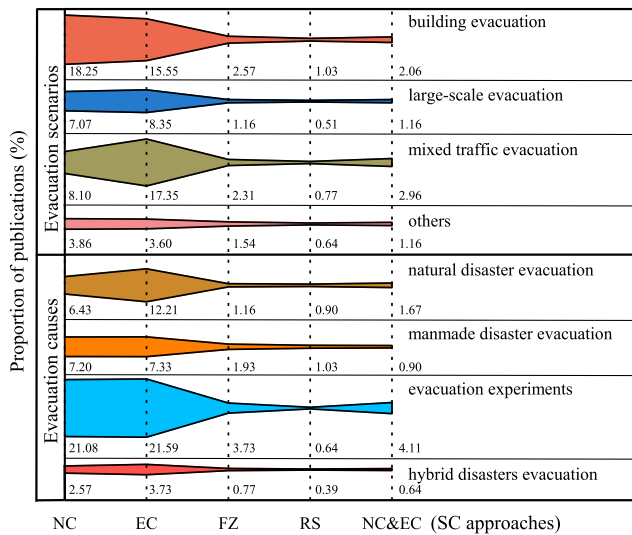 Proportion of publications (%)
Evacuation scenarios
building evacuation
18.25 15.55 2.57 1.03 2.06
large-scale evacuation
7.07 8.35 1.16 0.51 1.16
mixed traffic evacuation
8.10 17.35 2.31 0.77 2.96
others
3.86 3.60 1.54 0.64 1.16
Evacuation causes
natural disaster evacuation
6.43 12.21 1.16 0.90 1.67
manmade disaster evacuation
7.20 7.33 1.93 1.03 0.90
evacuation experiments
21.08 21.59 3.73 0.64 4.11
hybrid disasters evacuation
2.57 3.73 0.77 0.39 0.64
NC EC FZ RS NC&EC (SC approaches)